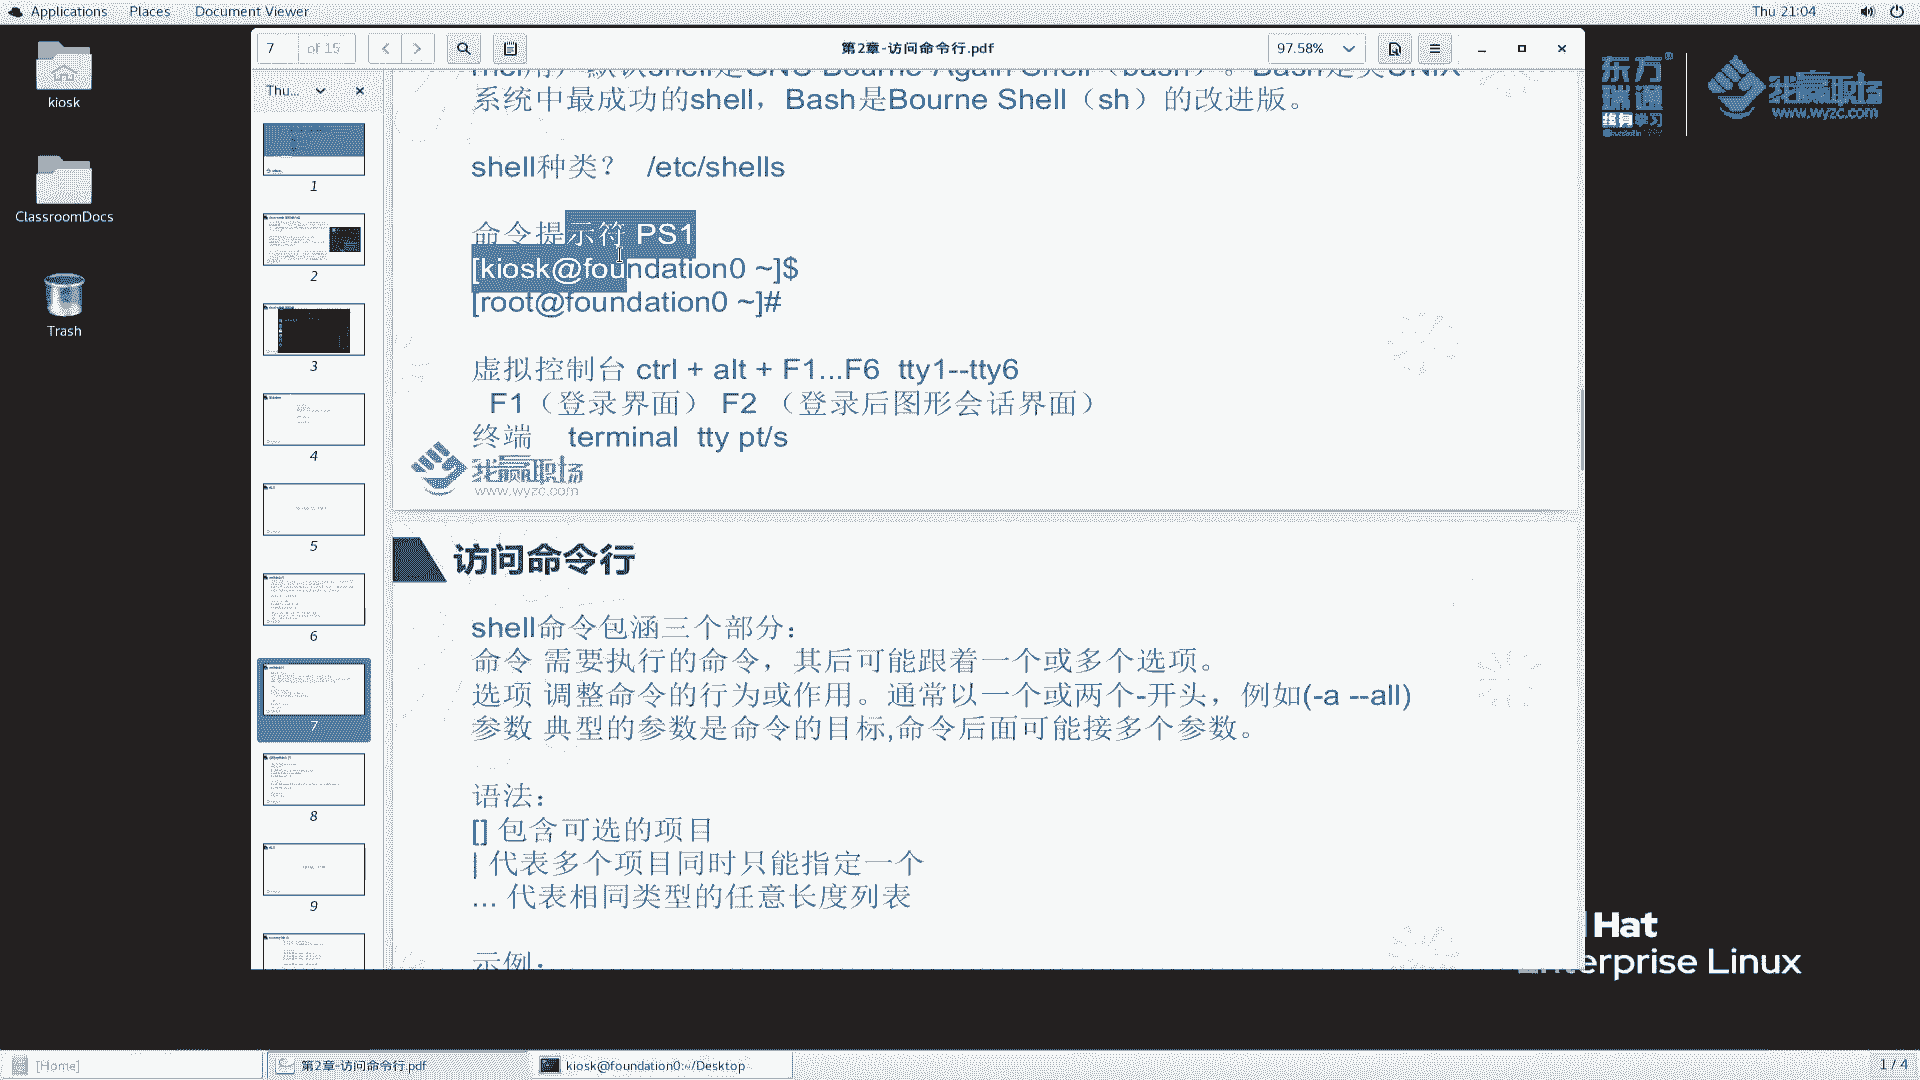 Applications Places Document Viewer Thu 21:04
7 of 15 第2章-访问命令行.pdf 97.58%
Thu...
kiosk
ClassroomDocs
Trash
1
2
3
4
5
6
7
8
9
系统中最成功的shell，Bash是Bourne Shell（sh）的改进版。
shell种类？ /etc/shells
命令提示符 PS1
[kiosk@foundation0 ~]$
[root@foundation0 ~]#
虚拟控制台 ctrl + alt + F1...F6 tty1--tty6
F1（登录界面） F2 （登录后图形会话界面）
终端 terminal tty pt/s
我赢职场
www.wyzc.com
访问命令行
shell命令包涵三个部分：
命令 需要执行的命令，其后可能跟着一个或多个选项。
选项 调整命令的行为或作用。通常以一个或两个-开头，例如(-a --all)
参数 典型的参数是命令的目标,命令后面可能接多个参数。
语法：
[] 包含可选的项目
| 代表多个项目同时只能指定一个
... 代表相同类型的任意长度列表
示例：
东方
瑞通
终身学习
我赢职场
www.wyzc.com
Hat
Enterprise Linux
[Home] 第2章-访问命令行.pdf kiosk@foundation0:~/Desktop 1 / 4